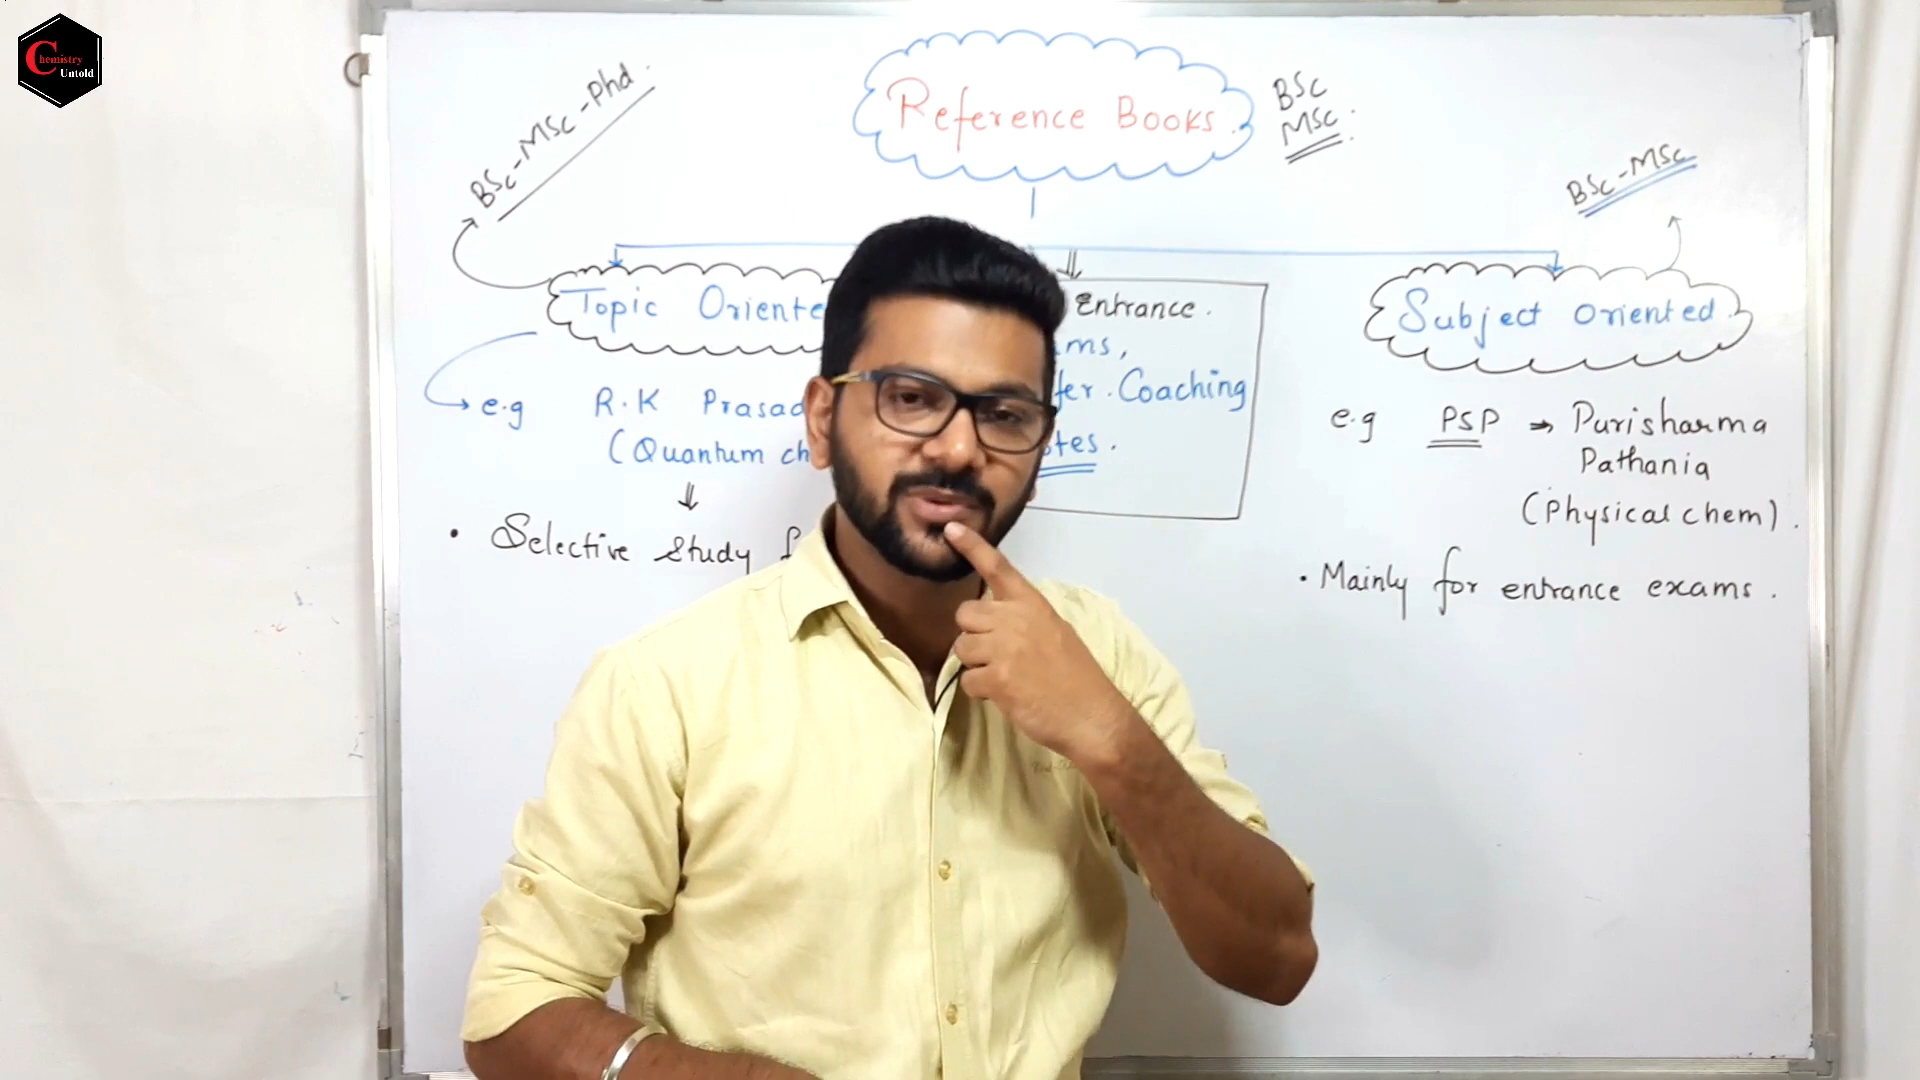 Chemistry
Untold
Reference Books.
BSc
MSc.
BSc-MSc-Phd.
BSc-MSc
Topic Oriente
Entrance.
ms,
fer. Coaching
tes.
Subject oriented.
e.g R.K Prasad
(Quantum ch
• Selective study f
e.g PSP ⇒ Purisharma
Pathania
(Physical chem).
• Mainly for entrance exams.